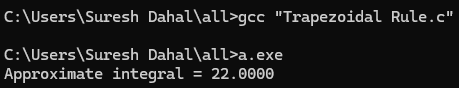 C:\Users\Suresh Dahal\all>gcc "Trapezoidal Rule.c"
C:\Users\Suresh Dahal\all>a.exe
Approximate integral = 22.0000